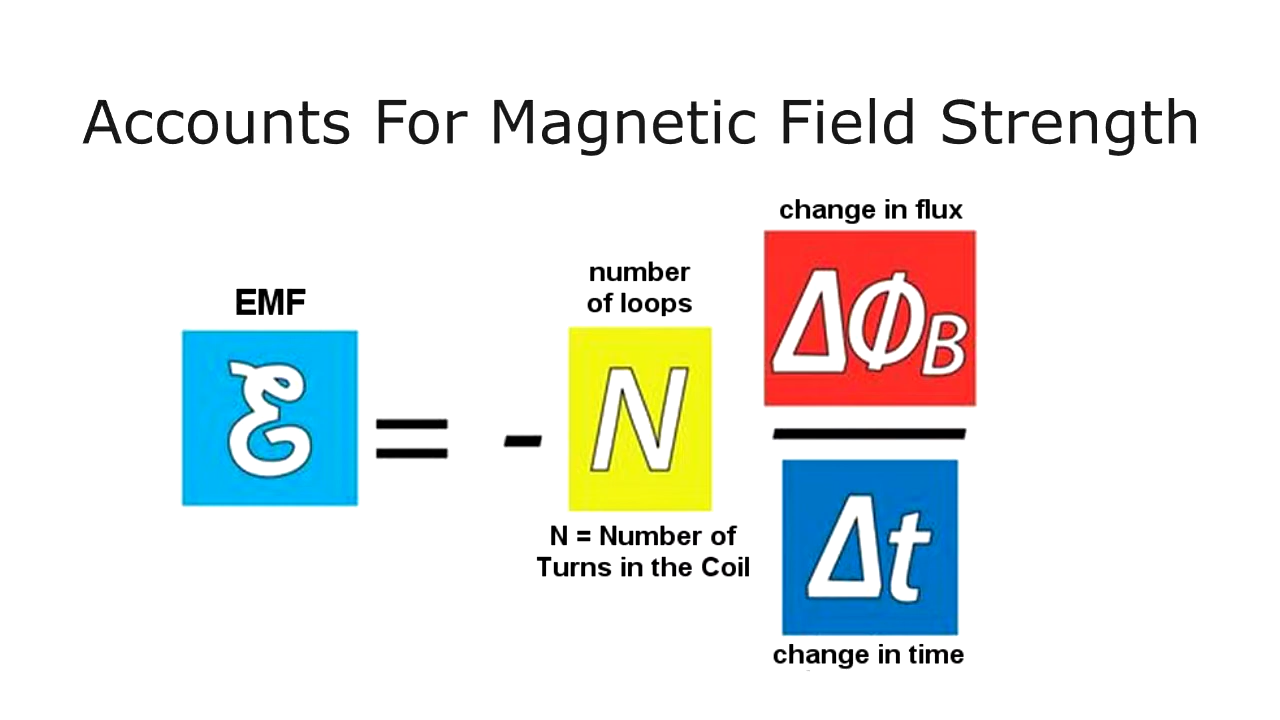 Accounts For Magnetic Field Strength
change in flux
number
of loops
EMF
ℰ = - N ΔΦB
Δt
N = Number of
Turns in the Coil
change in time